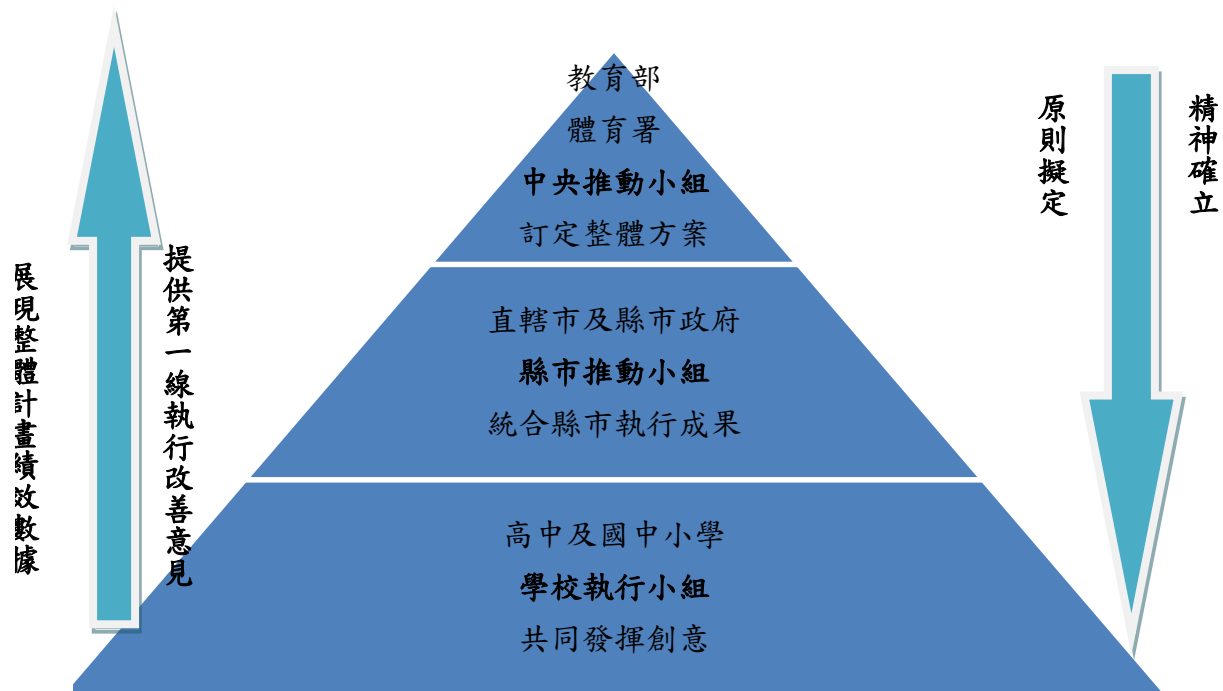 教育部
體育署
中央推動小組
訂定整體方案
直轄市及縣市政府
縣市推動小組
統合縣市執行成果
高中及國中小學
學校執行小組
共同發揮創意
提供第一線執行改善意見
展現整體計畫績效數據
精神確立
原則擬定